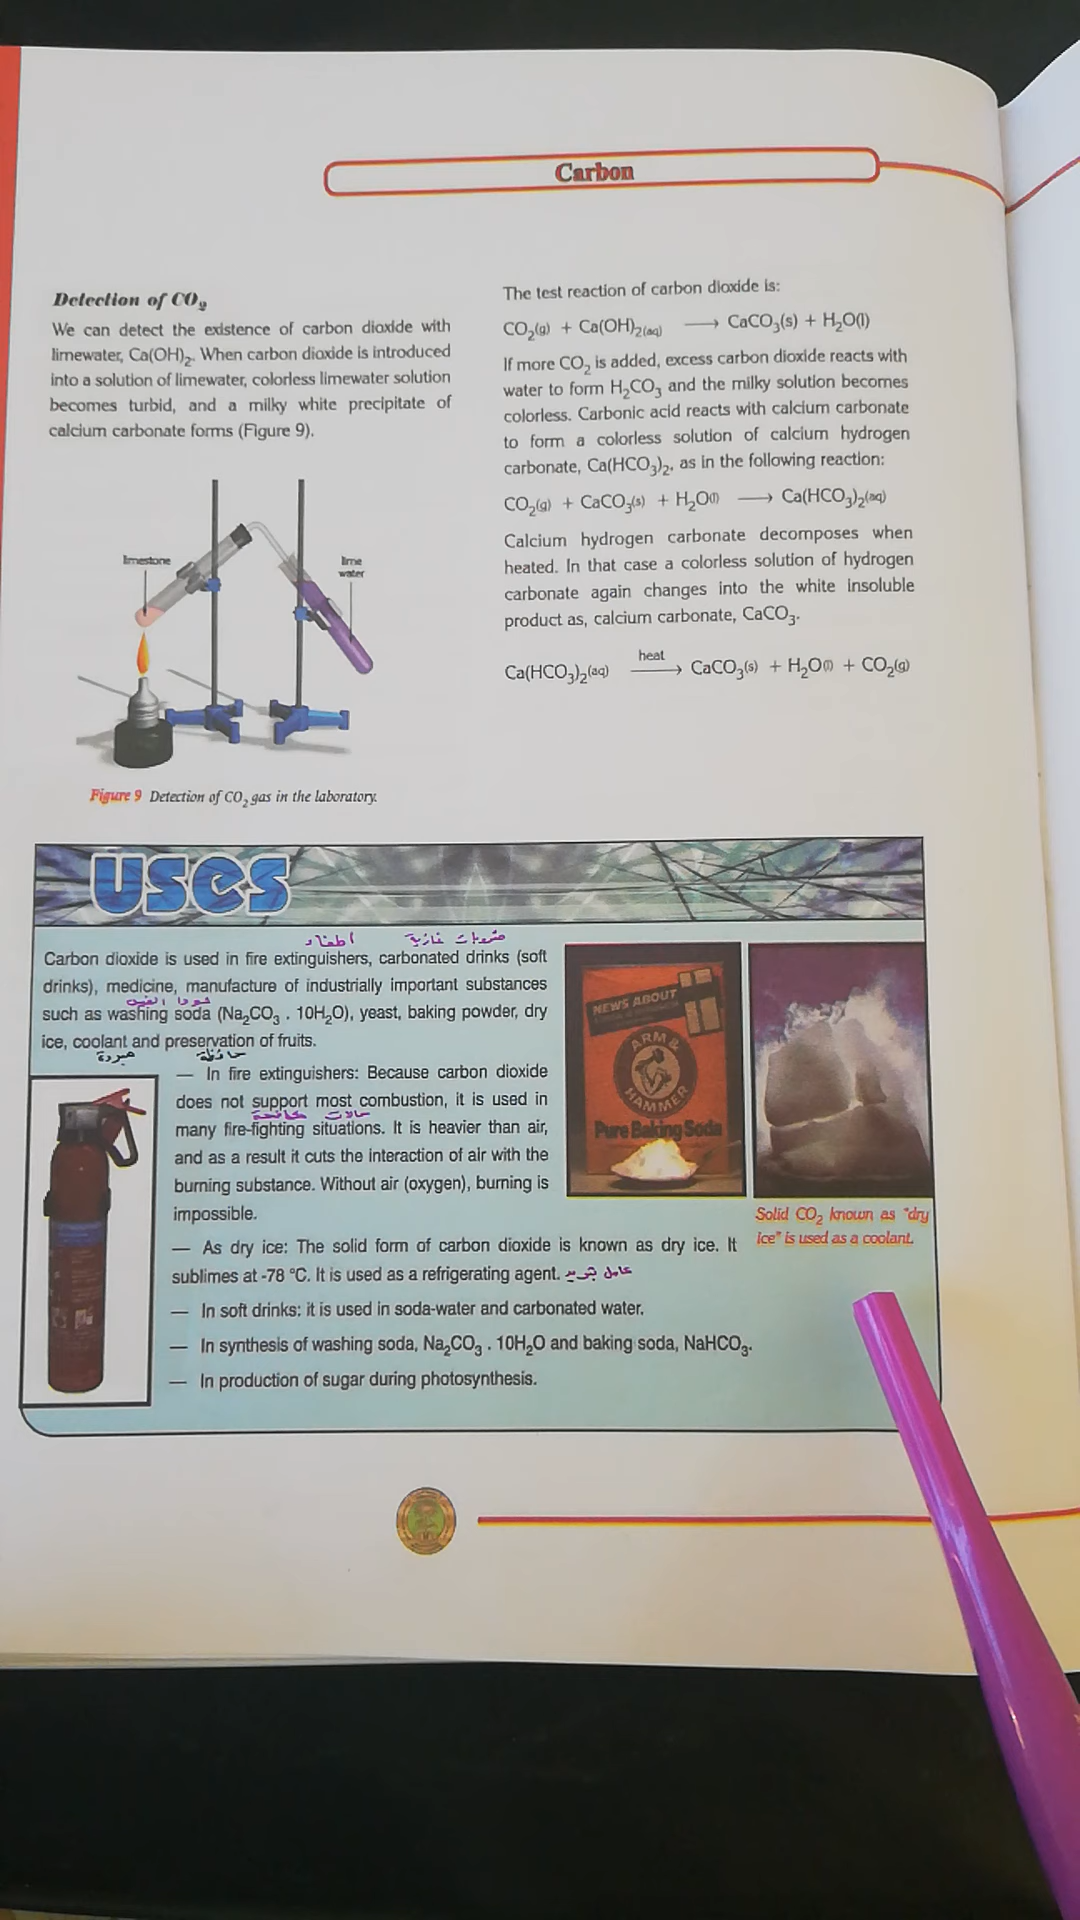 Carbon
Detection of CO₂
We can detect the existence of carbon dioxide with
limewater, Ca(OH)₂. When carbon dioxide is introduced
into a solution of limewater, colorless limewater solution
becomes turbid, and a milky white precipitate of
calcium carbonate forms (Figure 9).
limestone
lime
water
Figure 9 Detection of CO₂ gas in the laboratory.
The test reaction of carbon dioxide is:
CO₂(g) + Ca(OH)₂(aq) ⟶ CaCO₃(s) + H₂O(l)
If more CO₂ is added, excess carbon dioxide reacts with
water to form H₂CO₃ and the milky solution becomes
colorless. Carbonic acid reacts with calcium carbonate
to form a colorless solution of calcium hydrogen
carbonate, Ca(HCO₃)₂, as in the following reaction:
CO₂(g) + CaCO₃(s) + H₂O(l) ⟶ Ca(HCO₃)₂(aq)
Calcium hydrogen carbonate decomposes when
heated. In that case a colorless solution of hydrogen
carbonate again changes into the white insoluble
product as, calcium carbonate, CaCO₃.
heat
Ca(HCO₃)₂(aq) ⟶ CaCO₃(s) + H₂O(l) + CO₂(g)
uses
اطفاء مشروبات غازية
Carbon dioxide is used in fire extinguishers, carbonated drinks (soft
drinks), medicine, manufacture of industrially important substances
صودا
such as washing soda (Na₂CO₃ . 10H₂O), yeast, baking powder, dry
ice, coolant and preservation of fruits.
مبردة حافظة
— In fire extinguishers: Because carbon dioxide
does not support most combustion, it is used in
مكافحة حالات
many fire-fighting situations. It is heavier than air,
and as a result it cuts the interaction of air with the
burning substance. Without air (oxygen), burning is
impossible.
— As dry ice: The solid form of carbon dioxide is known as dry ice. It
sublimes at -78 °C. It is used as a refrigerating agent. عامل تبريد
— In soft drinks: it is used in soda-water and carbonated water.
— In synthesis of washing soda, Na₂CO₃ . 10H₂O and baking soda, NaHCO₃.
— In production of sugar during photosynthesis.
NEWS ABOUT
ARM &
HAMMER
Pure Baking Soda
Solid CO₂ known as "dry
ice" is used as a coolant.